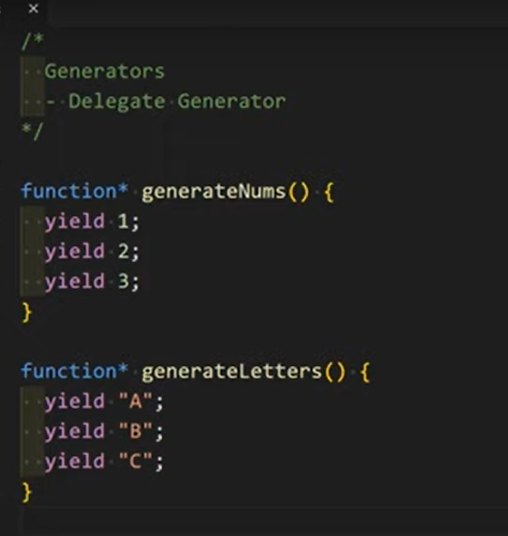 /*
  Generators
  - Delegate Generator
*/

function* generateNums() {
  yield 1;
  yield 2;
  yield 3;
}

function* generateLetters() {
  yield "A";
  yield "B";
  yield "C";
}